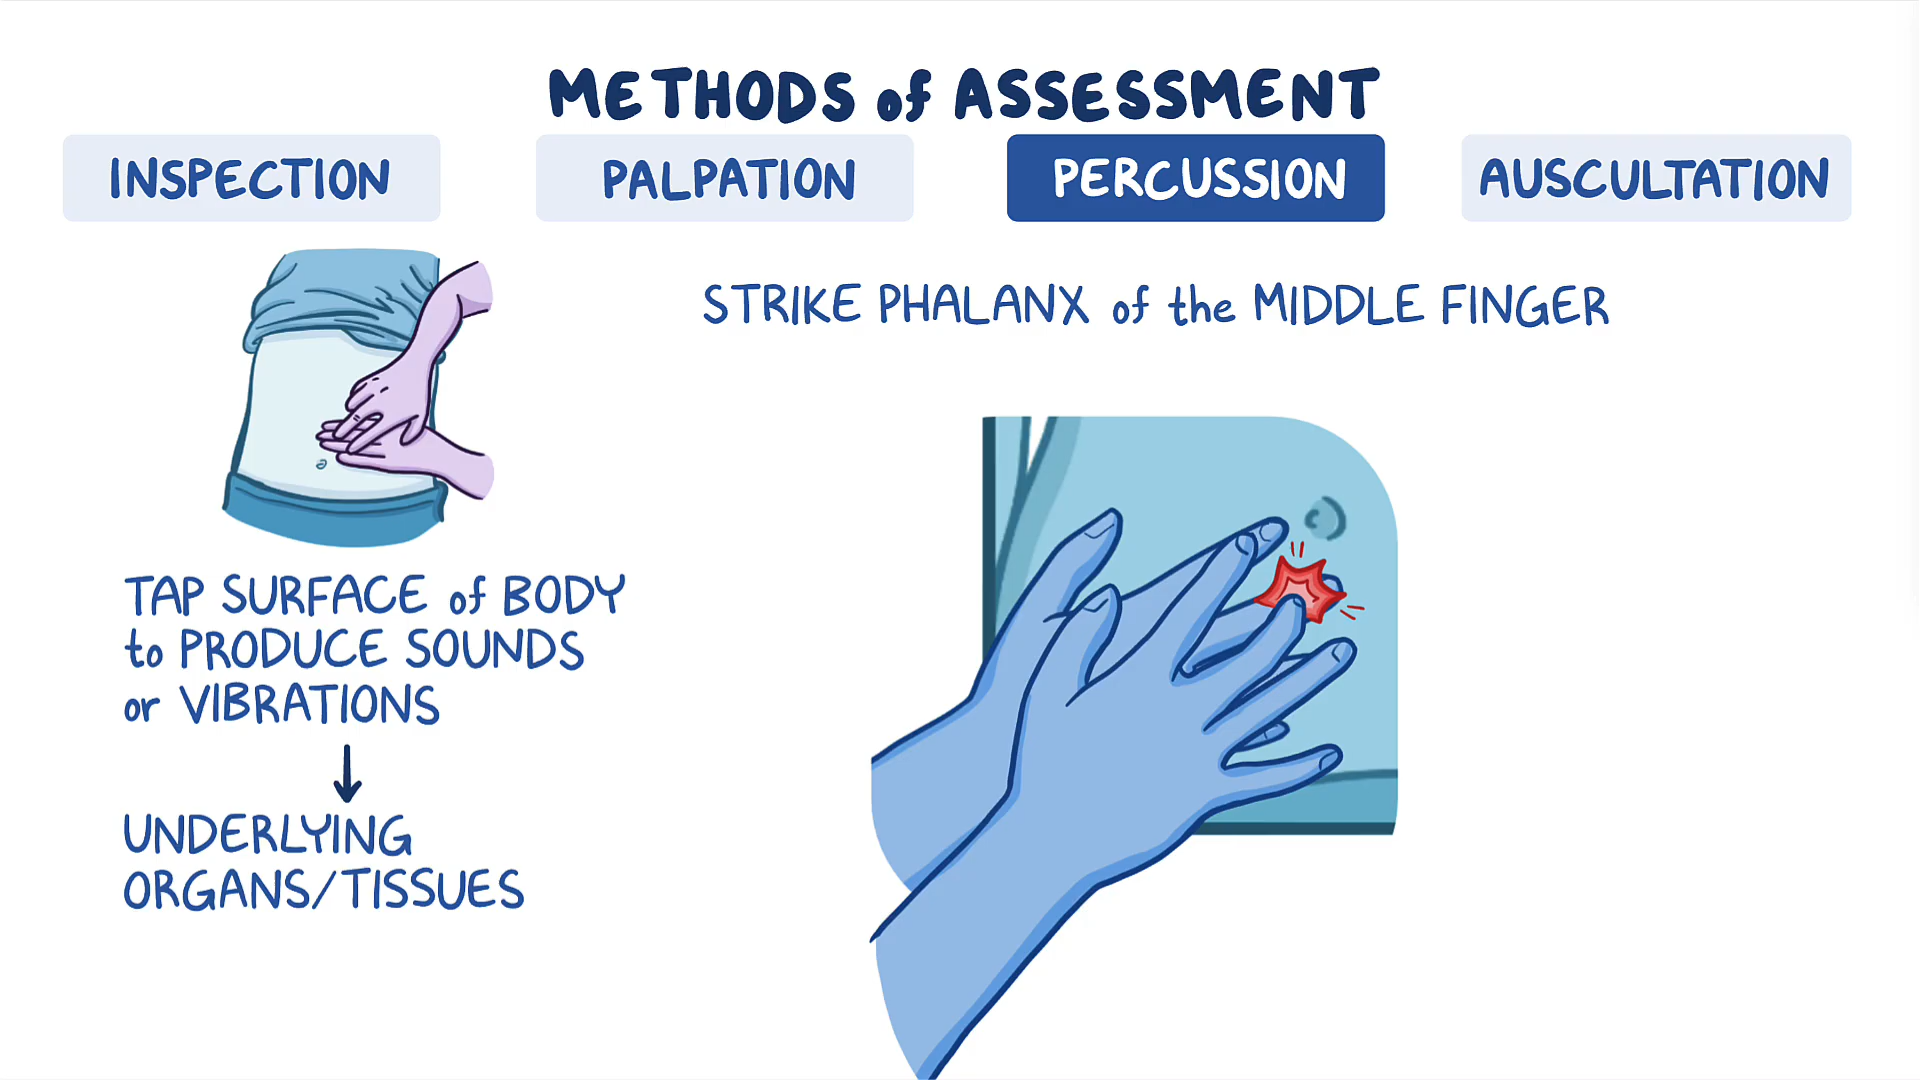 METHODS of ASSESSMENT
INSPECTION
PALPATION
PERCUSSION
AUSCULTATION
STRIKE PHALANX of the MIDDLE FINGER
TAP SURFACE of BODY
to PRODUCE SOUNDS
or VIBRATIONS
UNDERLYING
ORGANS/TISSUES